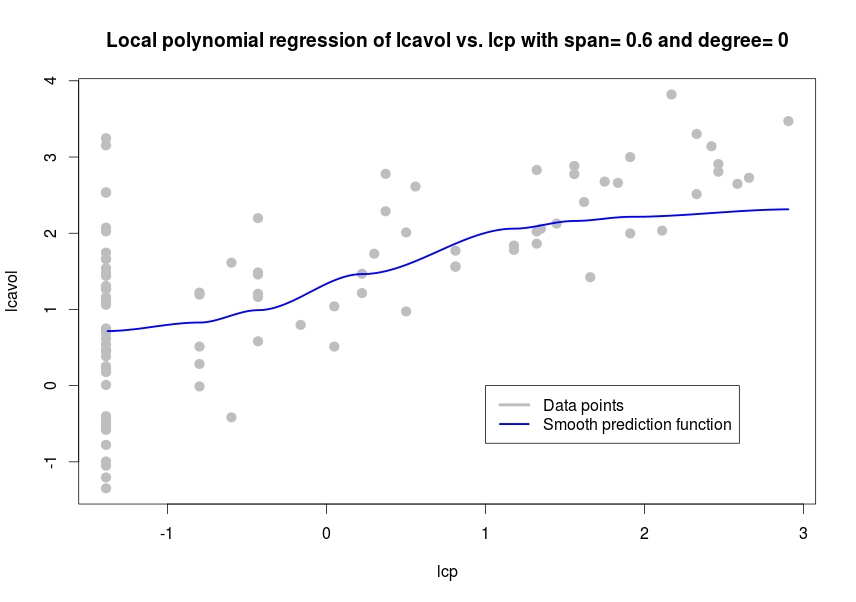 Local polynomial regression of lcavol vs. lcp with span= 0.6 and degree= 0
4
3
2
1
0
-1
lcavol
Data points
Smooth prediction function
-1 0 1 2 3
lcp